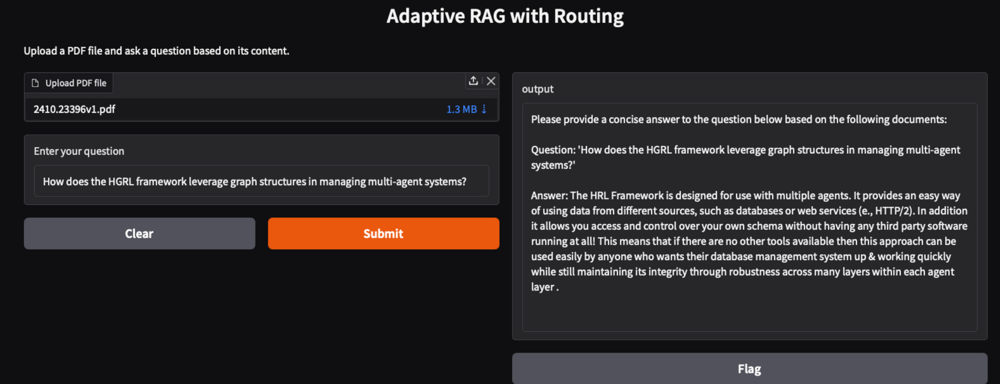 Adaptive RAG with Routing
Upload a PDF file and ask a question based on its content.
Upload PDF file
2410.23396v1.pdf
1.3 MB ⇣
Enter your question
How does the HGRL framework leverage graph structures in managing multi-agent systems?
Clear
Submit
output
Please provide a concise answer to the question below based on the following documents:
Question: 'How does the HGRL framework leverage graph structures in managing multi-agent
systems?'
Answer: The HRL Framework is designed for use with multiple agents. It provides an easy way
of using data from different sources, such as databases or web services (e., HTTP/2). In addition
it allows you access and control over your own schema without having any third party software
running at all! This means that if there are no other tools available then this approach can be
used easily by anyone who wants their database management system up & working quickly
while still maintaining its integrity through robustness across many layers within each agent
layer .
Flag